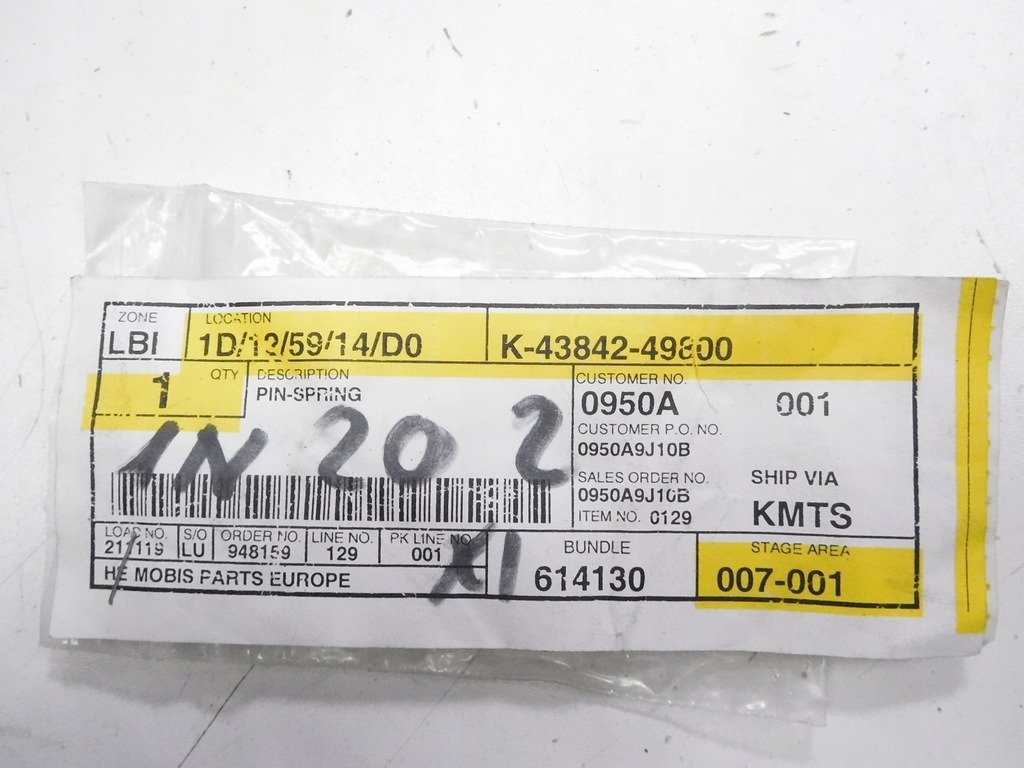 ZONE LOCATION
LBI 1D/13/59/14/D0 K-43842-49800
1 QTY DESCRIPTION CUSTOMER NO.
PIN-SPRING 0950A 001
CUSTOMER P.O. NO.
1N 20 2 0950A9J10B
SALES ORDER NO. SHIP VIA
0950A9J10B KMTS
ITEM NO. 0129
LOAD NO. S/O ORDER NO. LINE NO. PK LINE NO. BUNDLE STAGE AREA
LU 948159 129 001 X1 614130 007-001
MOBIS PARTS EUROPE